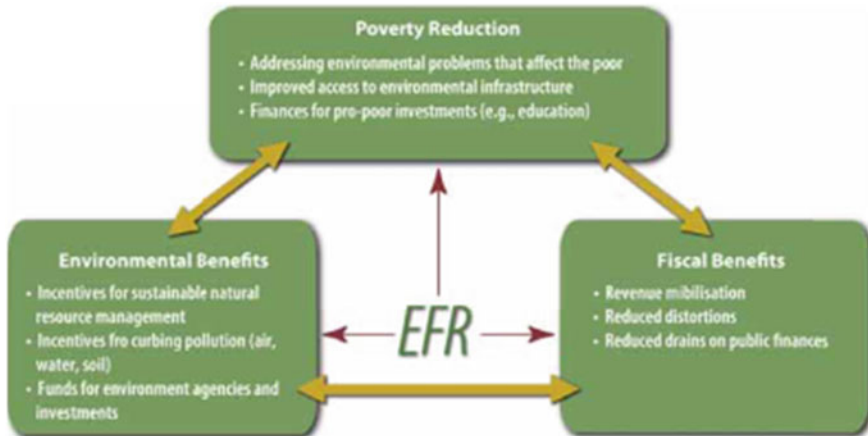 Poverty Reduction
• Addressing environmental problems that affect the poor
• Improved access to environmental infrastructure
• Finances for pro-poor investments (e.g., education)
Environmental Benefits
• Incentives for sustainable natural
resource management
• Incentives fro curbing pollution (air,
water, soil)
• Funds for environment agencies and
investments
EFR
Fiscal Benefits
• Revenue mibilisation
• Reduced distortions
• Reduced drains on public finances